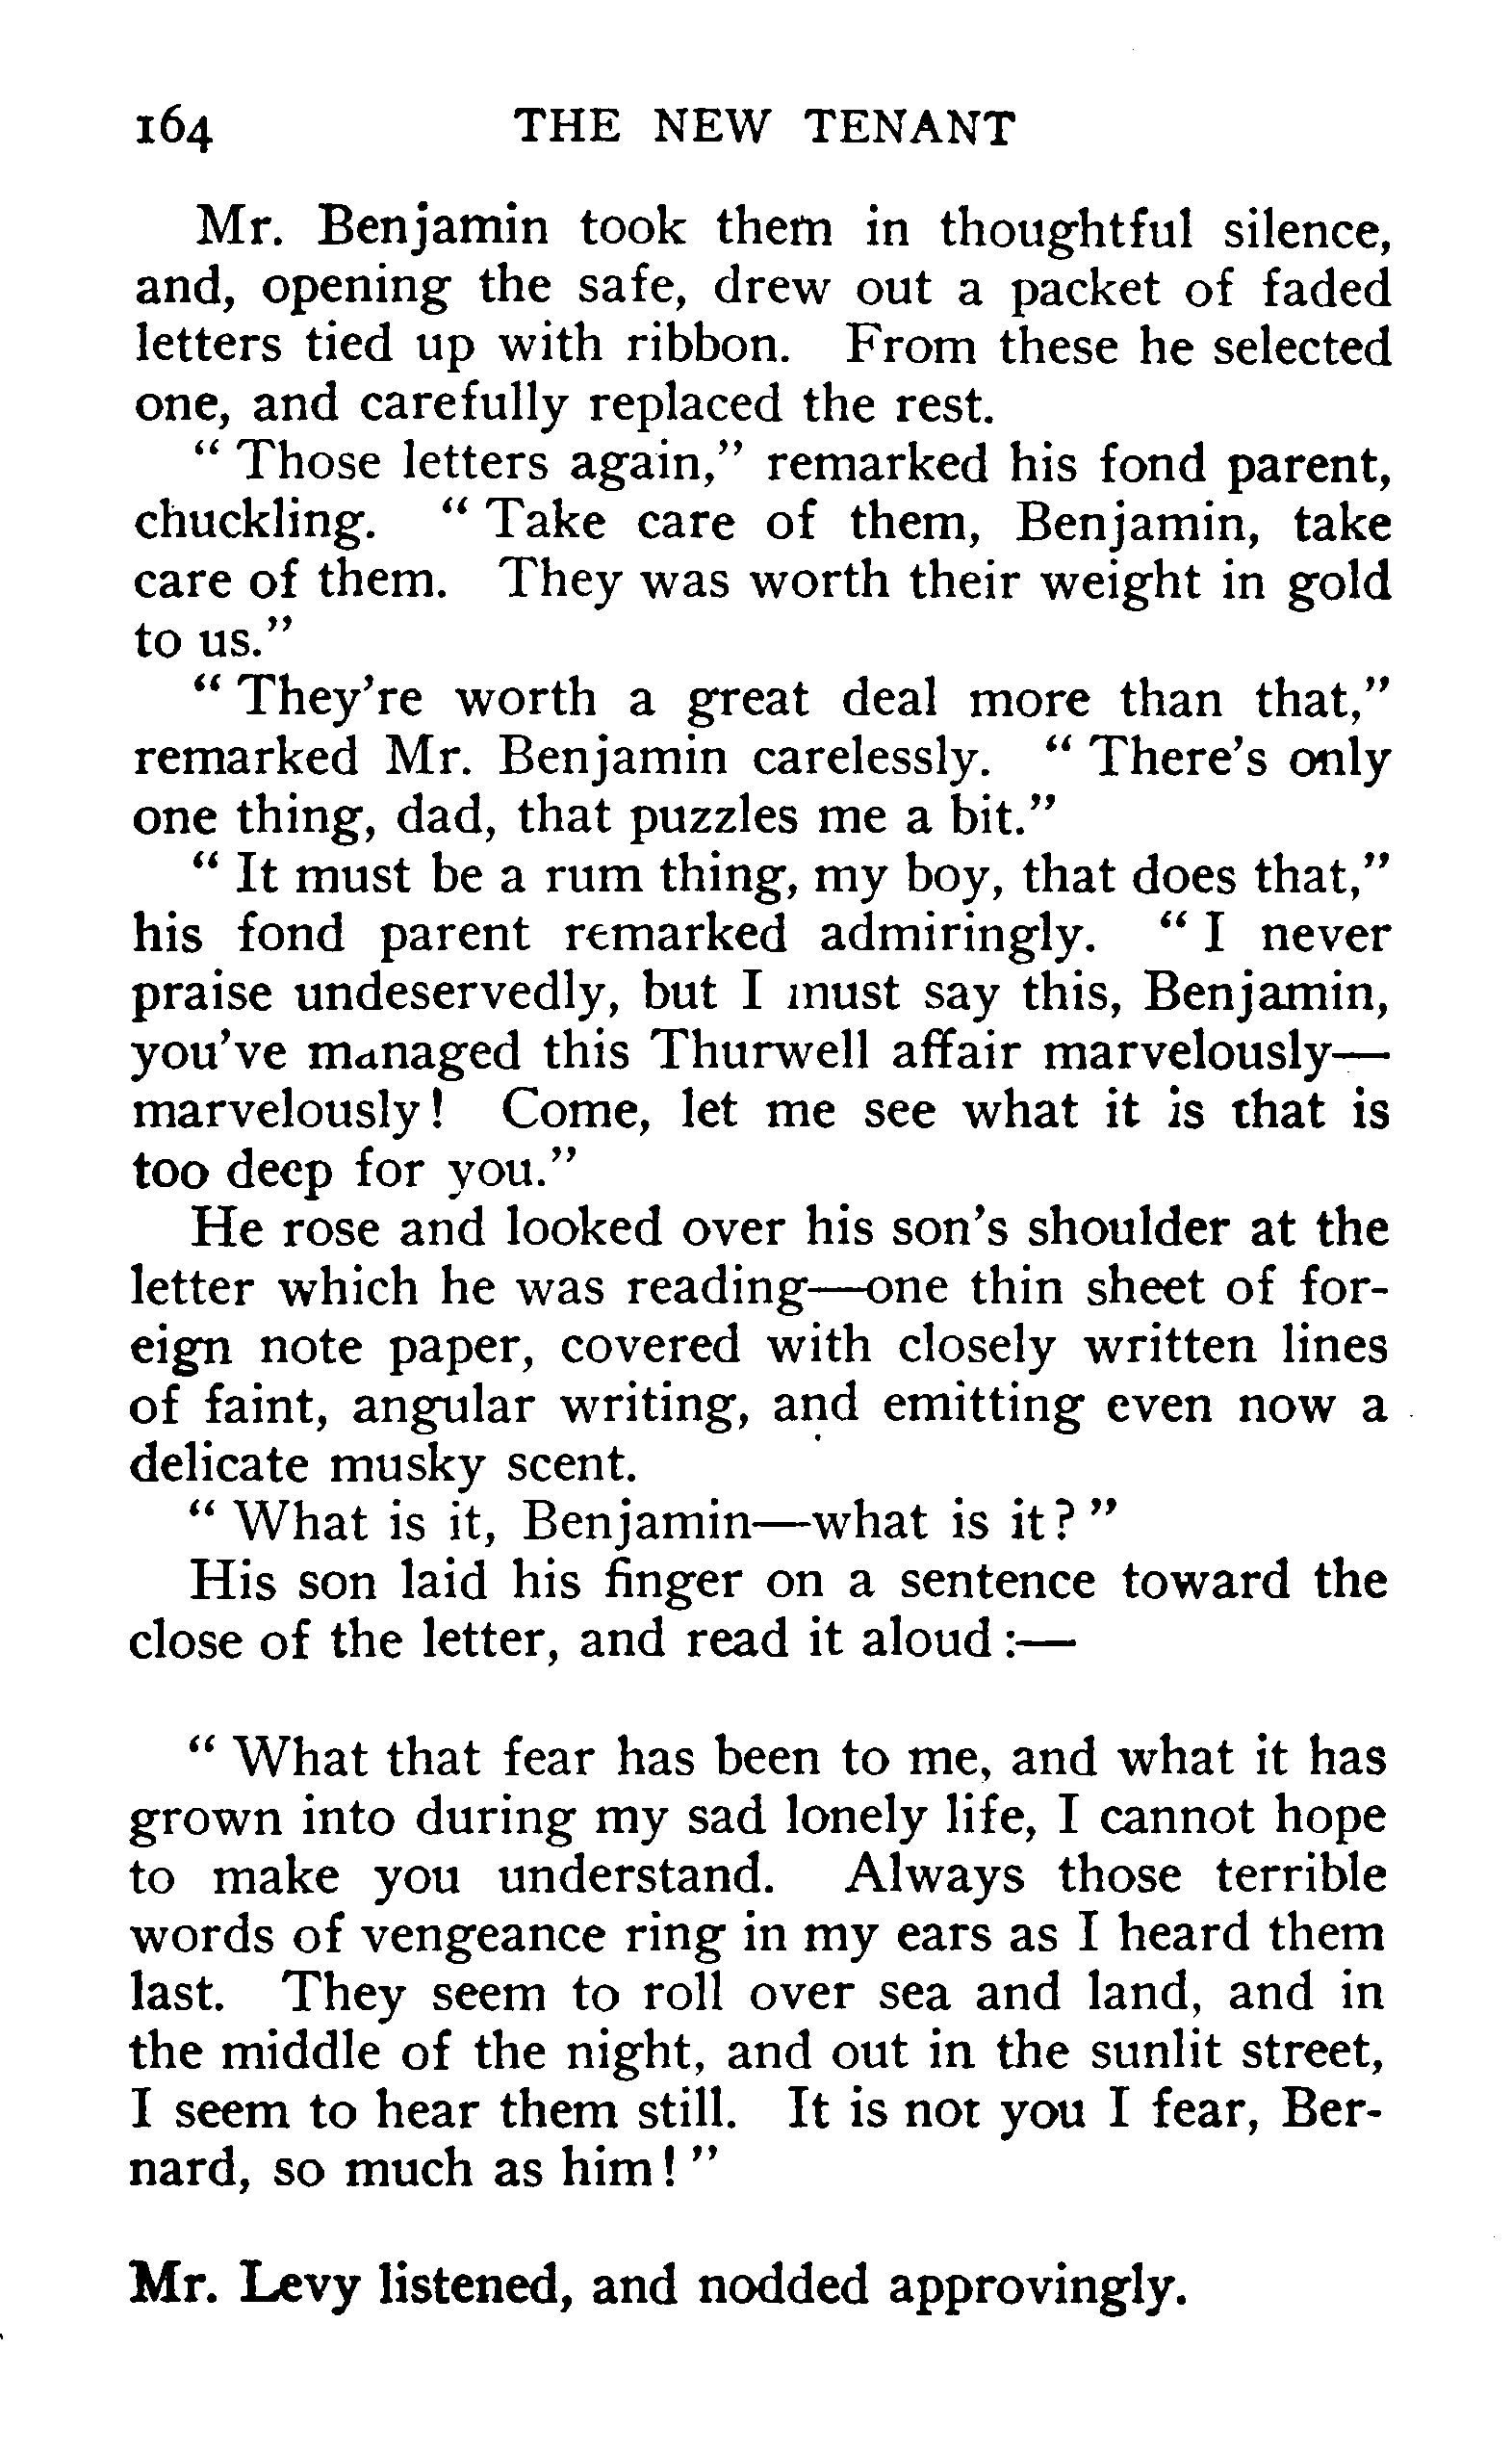 164 THE NEW TENANT
Mr. Benjamin took them in thoughtful silence,
and, opening the safe, drew out a packet of faded
letters tied up with ribbon. From these he selected
one, and carefully replaced the rest.
“ Those letters again,” remarked his fond parent,
chuckling. “ Take care of them, Benjamin, take
care of them. They was worth their weight in gold
to us.”
“ They’re worth a great deal more than that,”
remarked Mr. Benjamin carelessly. “ There’s only
one thing, dad, that puzzles me a bit.”
“ It must be a rum thing, my boy, that does that,”
his fond parent remarked admiringly. “ I never
praise undeservedly, but I must say this, Benjamin,
you’ve managed this Thurwell affair marvelously—
marvelously! Come, let me see what it is that is
too deep for you.”
He rose and looked over his son’s shoulder at the
letter which he was reading—one thin sheet of for-
eign note paper, covered with closely written lines
of faint, angular writing, and emitting even now a
delicate musky scent.
“ What is it, Benjamin—what is it? ”
His son laid his finger on a sentence toward the
close of the letter, and read it aloud :—
“ What that fear has been to me, and what it has
grown into during my sad lonely life, I cannot hope
to make you understand. Always those terrible
words of vengeance ring in my ears as I heard them
last. They seem to roll over sea and land, and in
the middle of the night, and out in the sunlit street,
I seem to hear them still. It is not you I fear, Ber-
nard, so much as him! ”
Mr. Levy listened, and nodded approvingly.